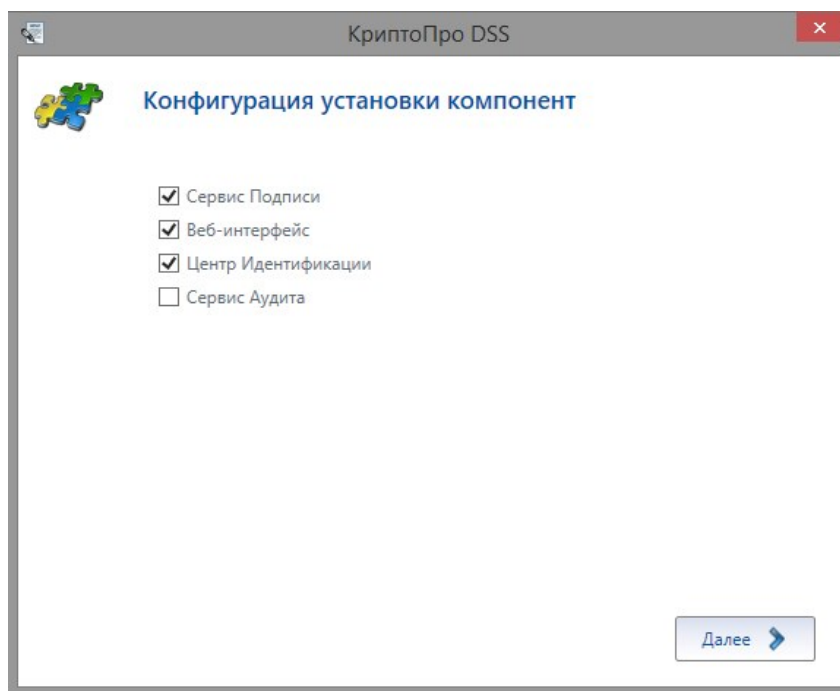 КриптоПро DSS
Конфигурация установки компонент
Сервис Подписи
Веб-интерфейс
Центр Идентификации
Сервис Аудита
Далее